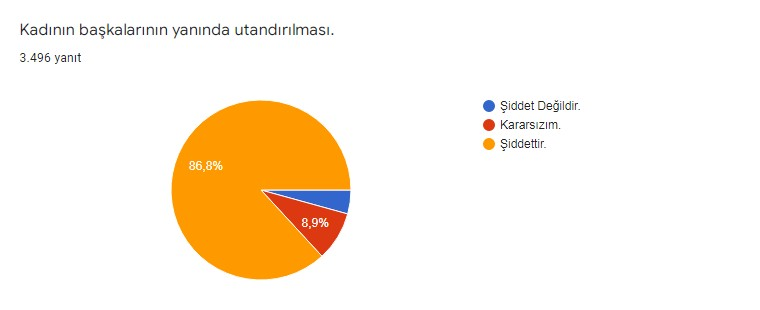 Kadının başkalarının yanında utandırılması.
3.496 yanıt
Şiddet Değildir.
Kararsızım.
Şiddettir.
86,8%
8,9%